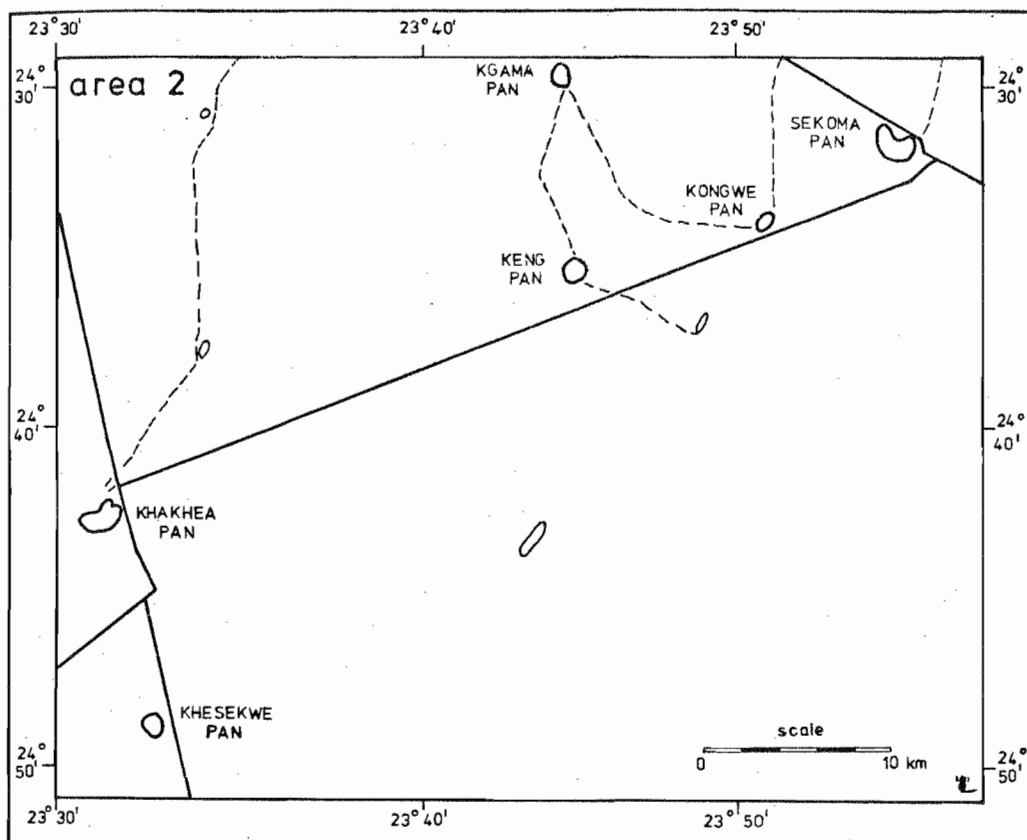 23° 30'
23° 40'
23° 50'
area 2
24° 30'
24° 30'
KGAMA
PAN
SEKOMA
PAN
KONGWE
PAN
KENG
PAN
24° 40'
24° 40'
KHAKHEA
PAN
KHESEKWE
PAN
scale
0 10 km
24° 50'
24° 50'
23° 30'
23° 40'
23° 50'